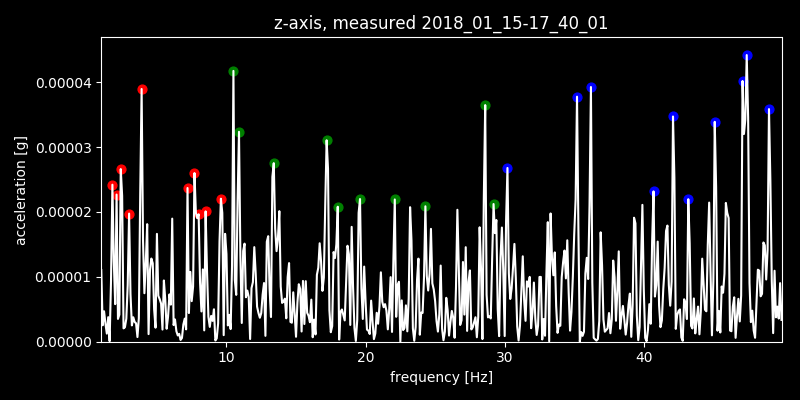 z-axis, measured 2018_01_15-17_40_01
0.00004
0.00003
0.00002
0.00001
0.00000
acceleration [g]
10 20 30 40
frequency [Hz]